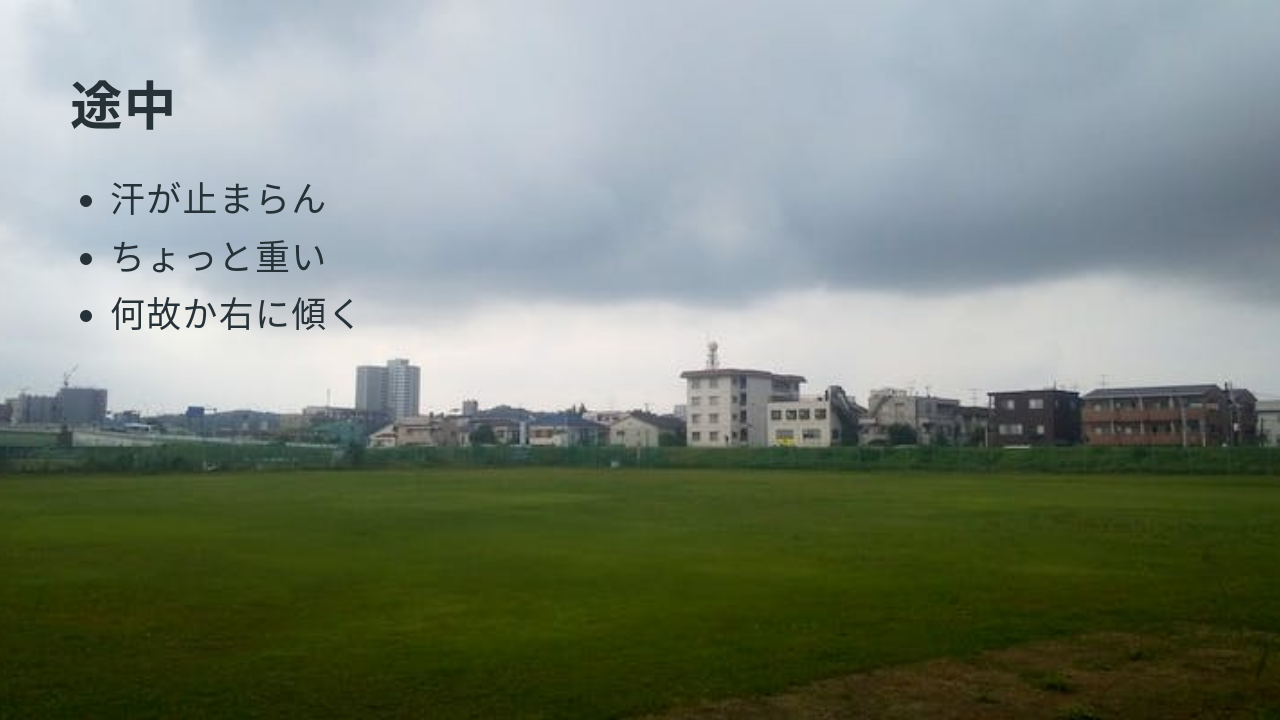 途中
汗が止まらん
ちょっと重い
何故か右に傾く